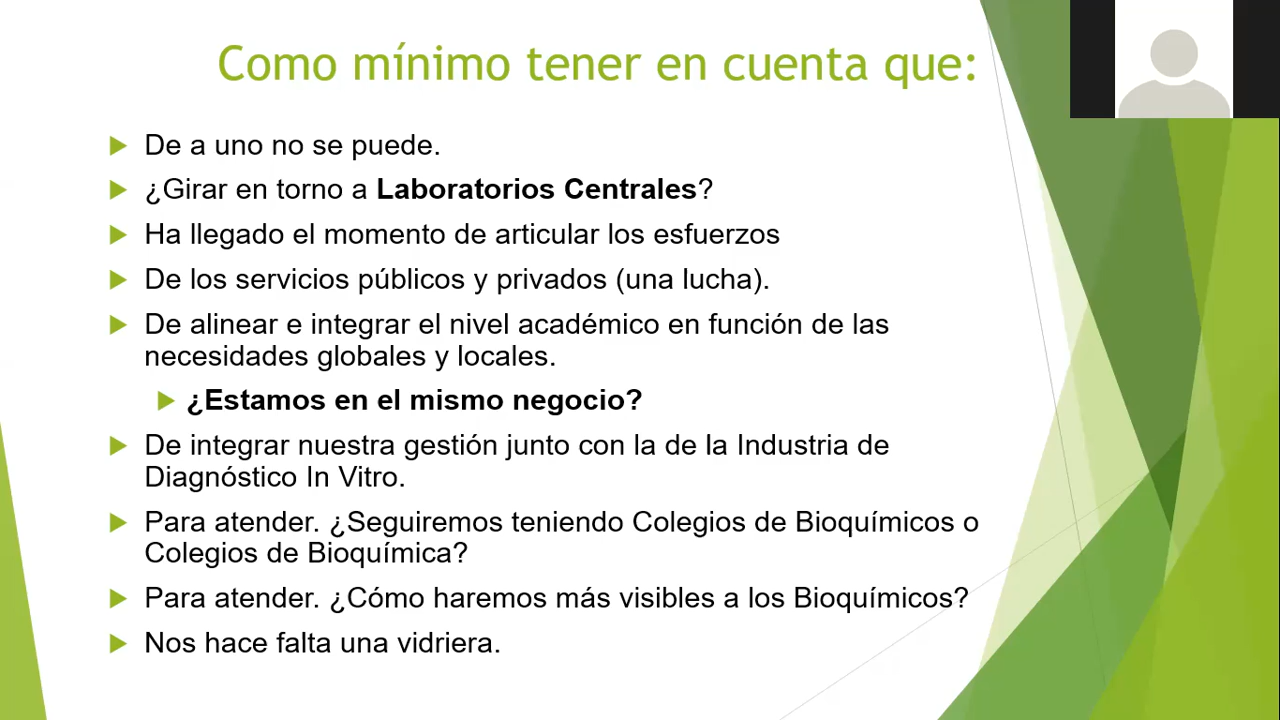 Como mínimo tener en cuenta que:
De a uno no se puede.
¿Girar en torno a Laboratorios Centrales?
Ha llegado el momento de articular los esfuerzos
De los servicios públicos y privados (una lucha).
De alinear e integrar el nivel académico en función de las
necesidades globales y locales.
¿Estamos en el mismo negocio?
De integrar nuestra gestión junto con la de la Industria de
Diagnóstico In Vitro.
Para atender. ¿Seguiremos teniendo Colegios de Bioquímicos o
Colegios de Bioquímica?
Para atender. ¿Cómo haremos más visibles a los Bioquímicos?
Nos hace falta una vidriera.